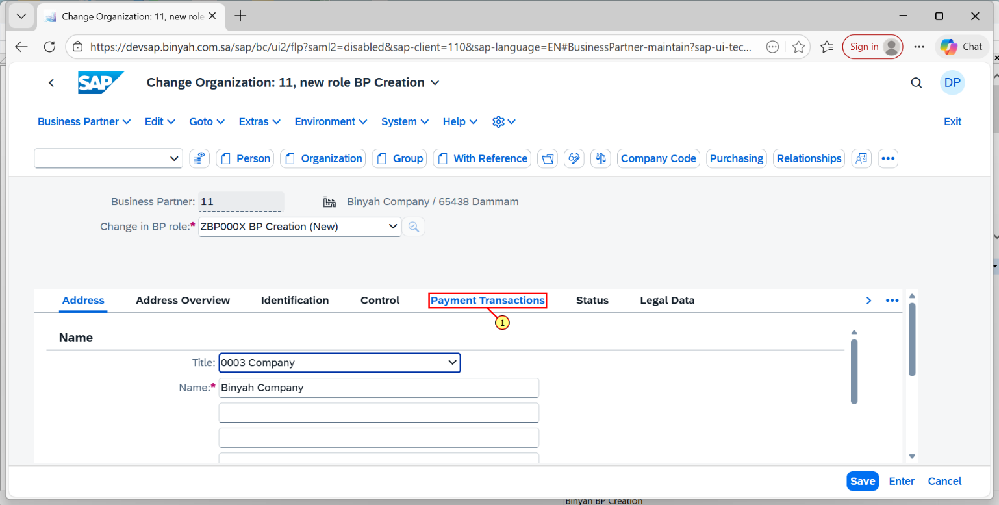 Change Organization: 11, new role
https://devsap.binyah.com.sa/sap/bc/ui2/flp?saml2=disabled&sap-client=110&sap-language=EN#BusinessPartner-maintain?sap-ui-tec...
Sign in
Chat
SAP
Change Organization: 11, new role BP Creation
DP
Business Partner Edit Goto Extras Environment System Help Exit
Person Organization Group With Reference Company Code Purchasing Relationships
Business Partner: 11 Binyah Company / 65438 Dammam
Change in BP role:* ZBP000X BP Creation (New)
Address Address Overview Identification Control Payment Transactions Status Legal Data
1
Name
Title: 0003 Company
Name:* Binyah Company
Save Enter Cancel
Binyah BP Creation